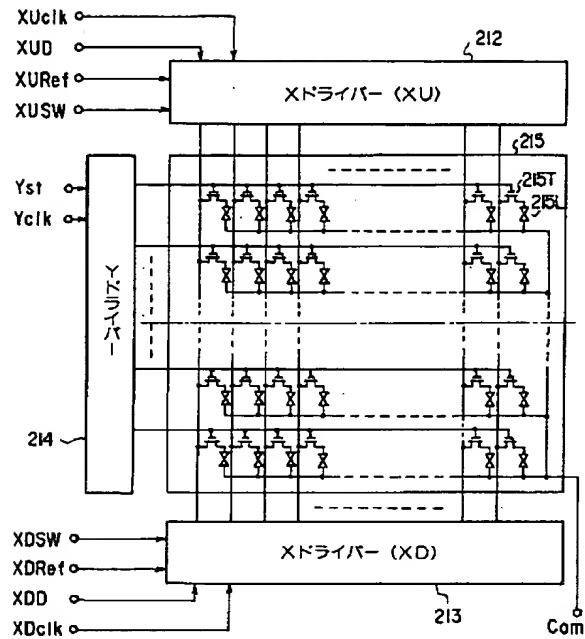 XUclk
XUD
XURef
XUSW
212
Xドライバー (XU)
215
215T
215L
Yst
Yclk
Yドライバー
214
XDSW
XDRef
XDD
XDclk
Xドライバー (XD)
213
Com